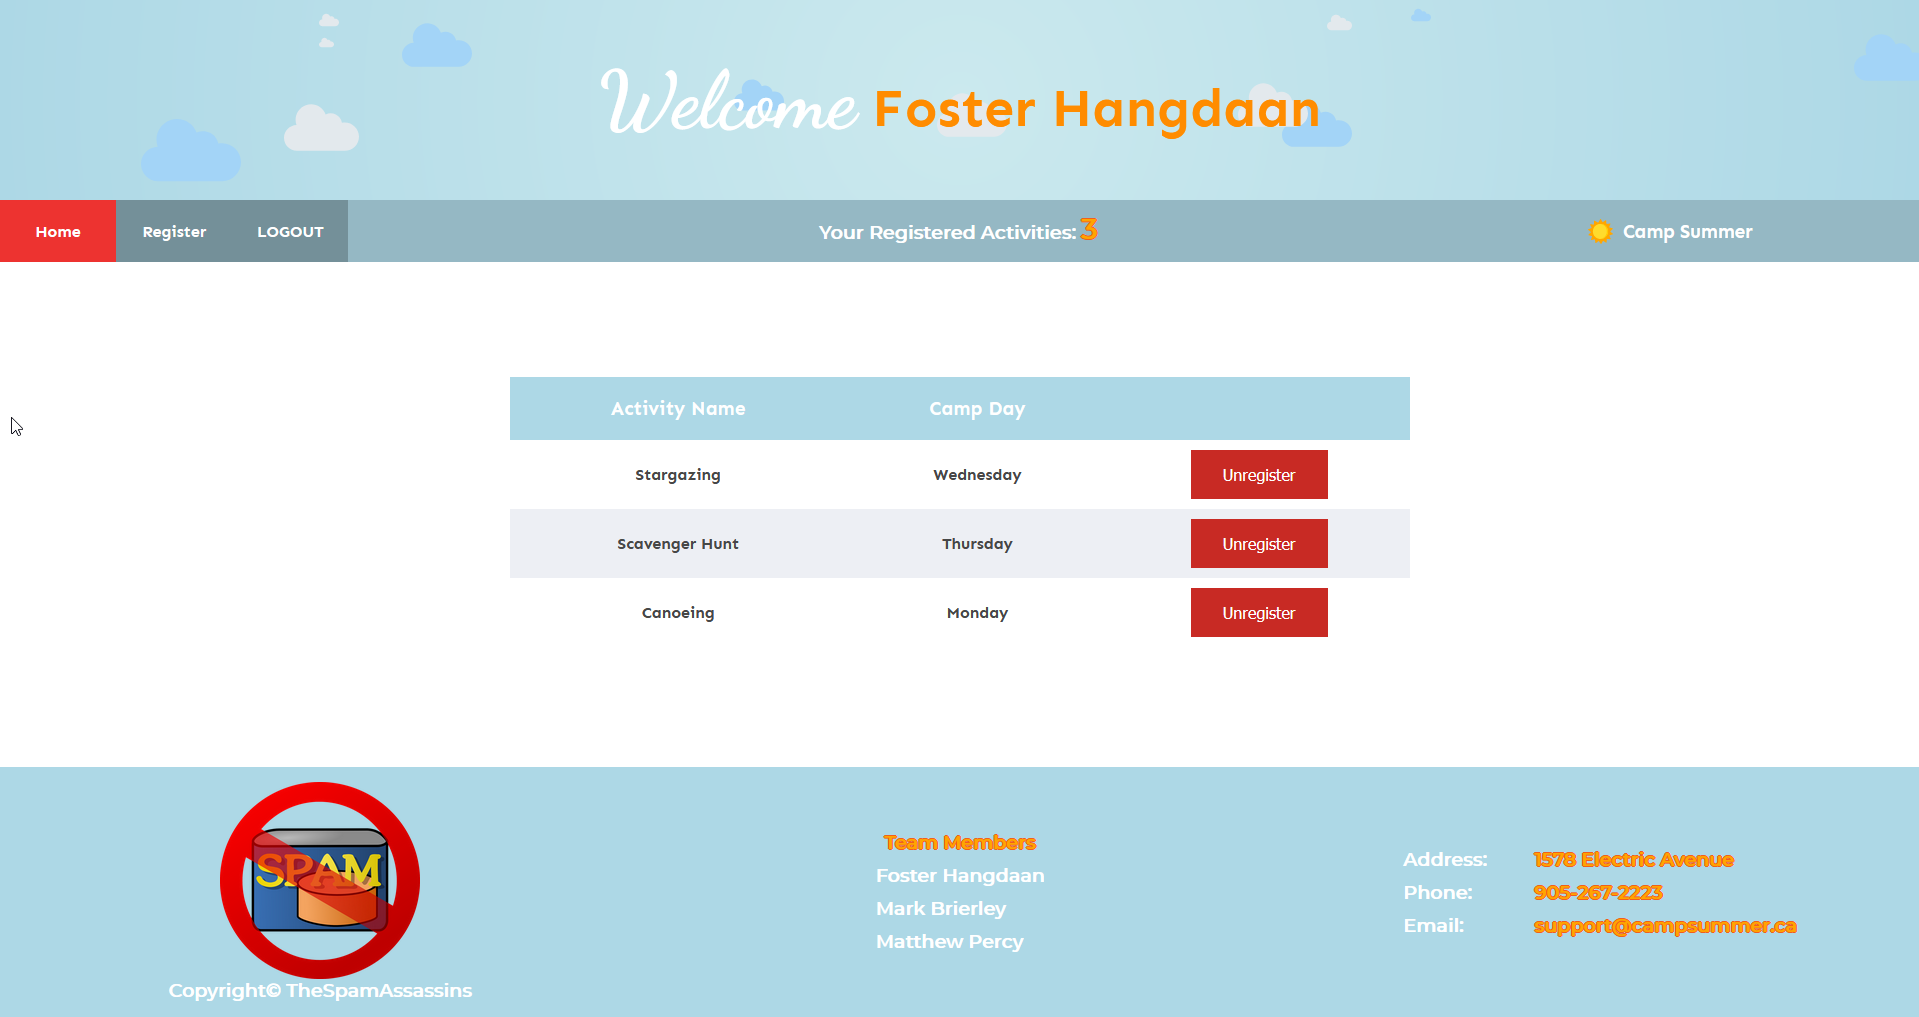 Welcome Foster Hangdaan
Home Register LOGOUT Your Registered Activities: 3 Camp Summer
Activity Name Camp Day
Stargazing Wednesday Unregister
Scavenger Hunt Thursday Unregister
Canoeing Monday Unregister
SPAM
Copyright© TheSpamAssassins
Team Members
Foster Hangdaan
Mark Brierley
Matthew Percy
Address: 1578 Electric Avenue
Phone: 905-267-2223
Email: support@campsummer.ca